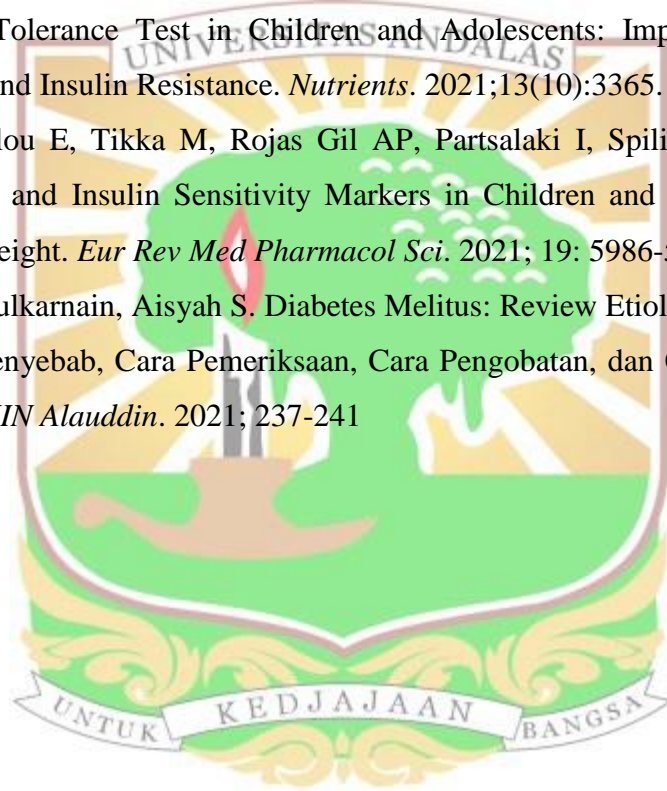 Tolerance Test in Children and Adolescents: Imp
UNIVERSITAS ANDALAS
nd Insulin Resistance. Nutrients. 2021;13(10):3365.
lou E, Tikka M, Rojas Gil AP, Partsalaki I, Spili
and Insulin Sensitivity Markers in Children and
eight. Eur Rev Med Pharmacol Sci. 2021; 19: 5986-
ulkarnain, Aisyah S. Diabetes Melitus: Review Etiol
enyebab, Cara Pemeriksaan, Cara Pengobatan, dan
IN Alauddin. 2021; 237-241
UNTUK KEDJAJAAN BANGSA